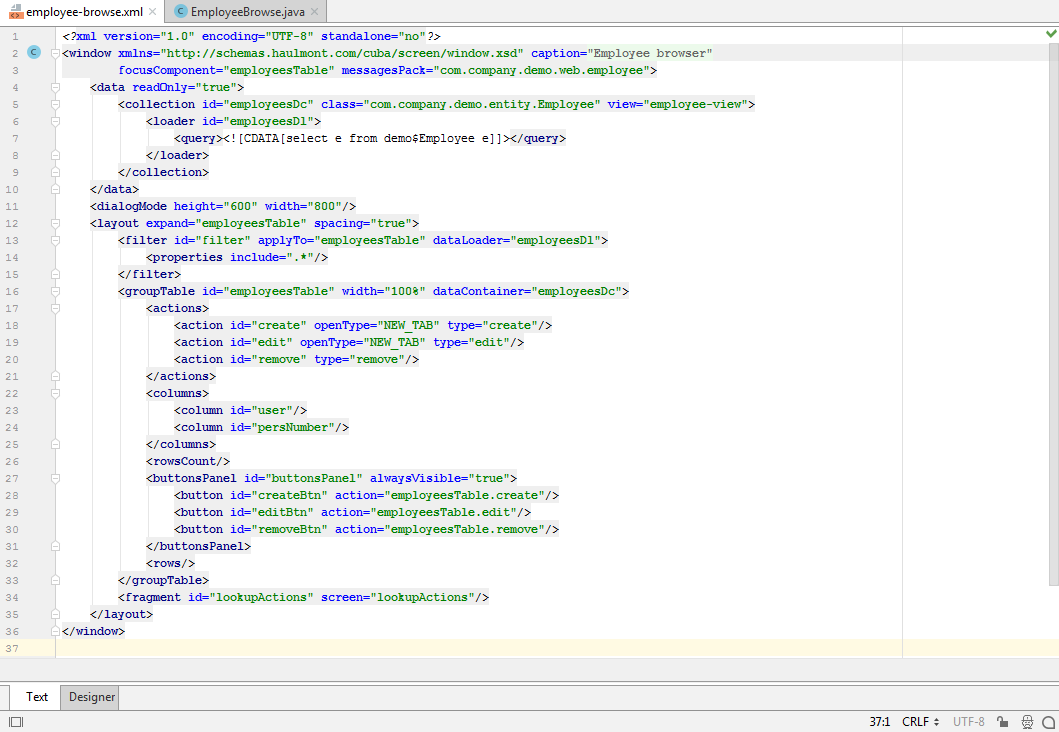 employee-browse.xml EmployeeBrowse.java
1 <?xml version="1.0" encoding="UTF-8" standalone="no"?>
2 <window xmlns="http://schemas.haulmont.com/cuba/screen/window.xsd" caption="Employee browser"
3 focusComponent="employeesTable" messagesPack="com.company.demo.web.employee">
4 <data readOnly="true">
5 <collection id="employeesDc" class="com.company.demo.entity.Employee" view="employee-view">
6 <loader id="employeesDl">
7 <query><![CDATA[select e from demo$Employee e]]></query>
8 </loader>
9 </collection>
10 </data>
11 <dialogMode height="600" width="800"/>
12 <layout expand="employeesTable" spacing="true">
13 <filter id="filter" applyTo="employeesTable" dataLoader="employeesDl">
14 <properties include=".*"/>
15 </filter>
16 <groupTable id="employeesTable" width="100%" dataContainer="employeesDc">
17 <actions>
18 <action id="create" openType="NEW_TAB" type="create"/>
19 <action id="edit" openType="NEW_TAB" type="edit"/>
20 <action id="remove" type="remove"/>
21 </actions>
22 <columns>
23 <column id="user"/>
24 <column id="persNumber"/>
25 </columns>
26 <rowsCount/>
27 <buttonsPanel id="buttonsPanel" alwaysVisible="true">
28 <button id="createBtn" action="employeesTable.create"/>
29 <button id="editBtn" action="employeesTable.edit"/>
30 <button id="removeBtn" action="employeesTable.remove"/>
31 </buttonsPanel>
32 <rows/>
33 </groupTable>
34 <fragment id="lookupActions" screen="lookupActions"/>
35 </layout>
36 </window>
37
Text Designer
37:1 CRLF UTF-8